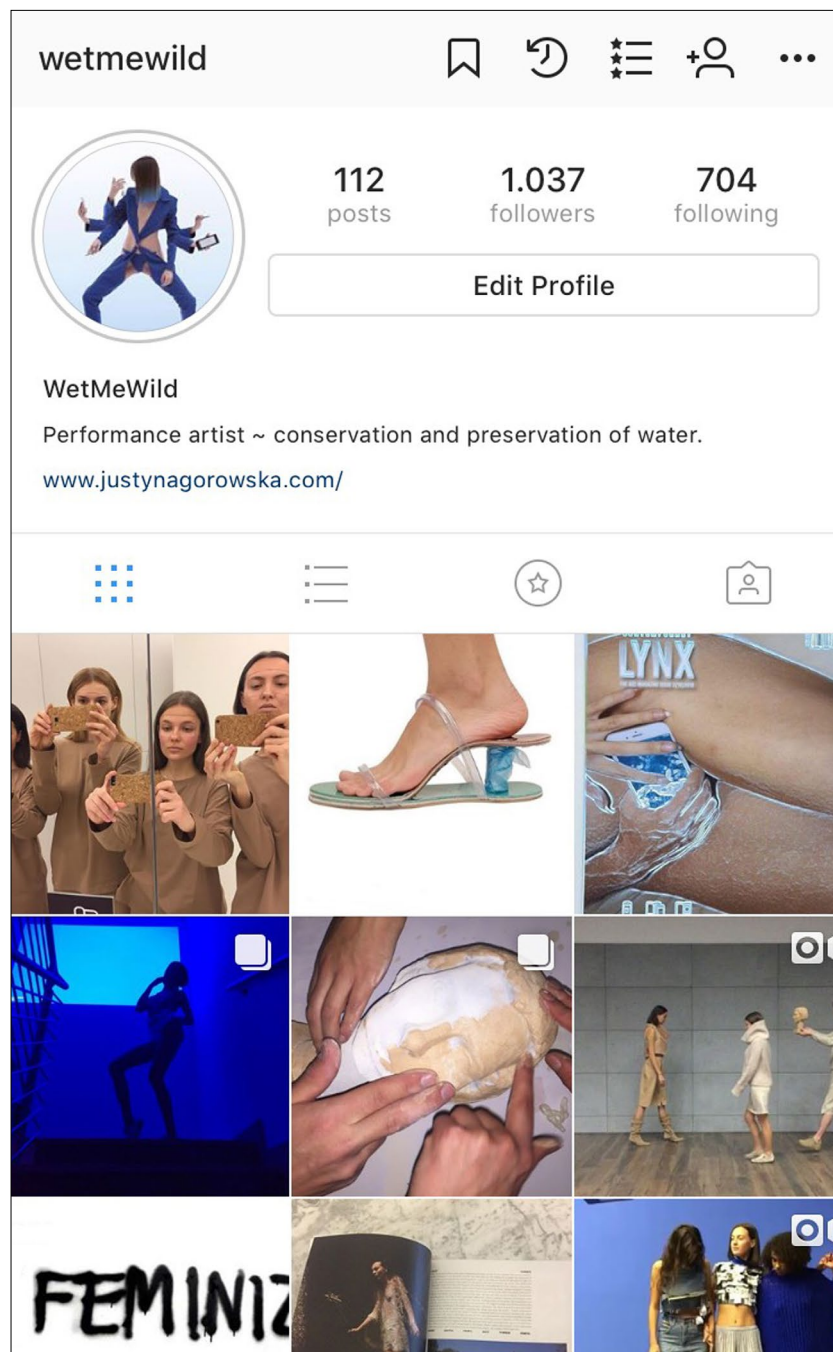 wetmewild
112 1.037 704
posts followers following
Edit Profile
WetMeWild
Performance artist ~ conservation and preservation of water.
www.justynagorowska.com/
LYNX
FEMINIZ